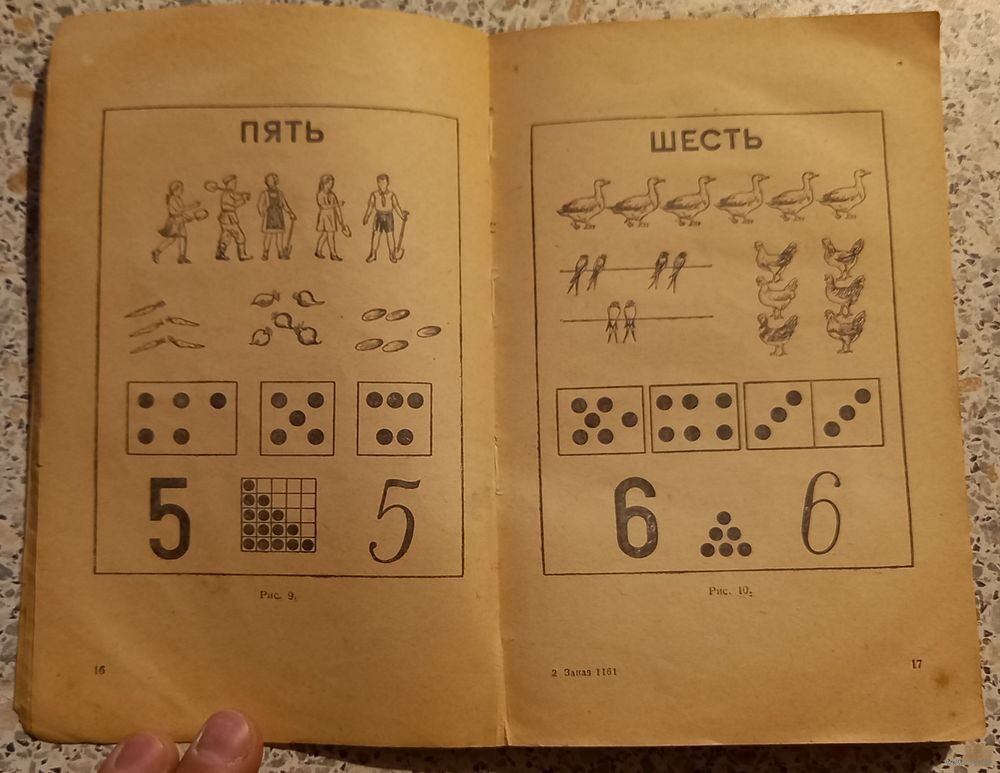 ПЯТЬ
5
5
Рис. 9.
16
ШЕСТЬ
6
6
Рис. 10.
2 Заказ 1161
17